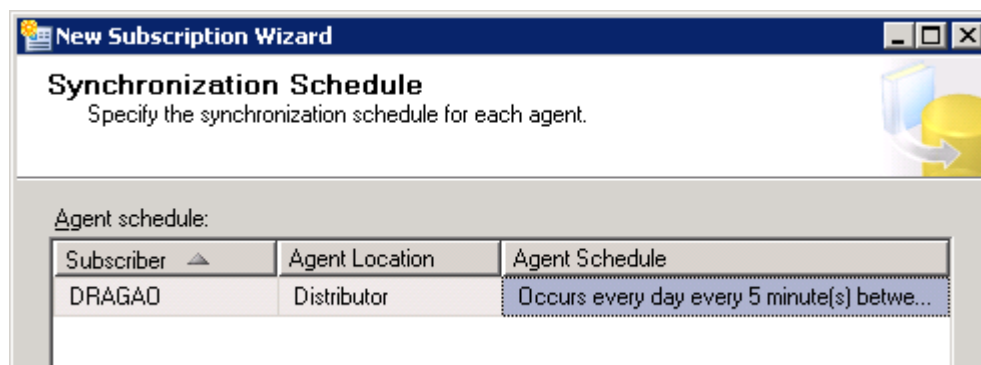 New Subscription Wizard
Synchronization Schedule
Specify the synchronization schedule for each agent.
Agent schedule:
Subscriber Agent Location Agent Schedule
DRAGAO Distributor Occurs every day every 5 minute(s) betwe...